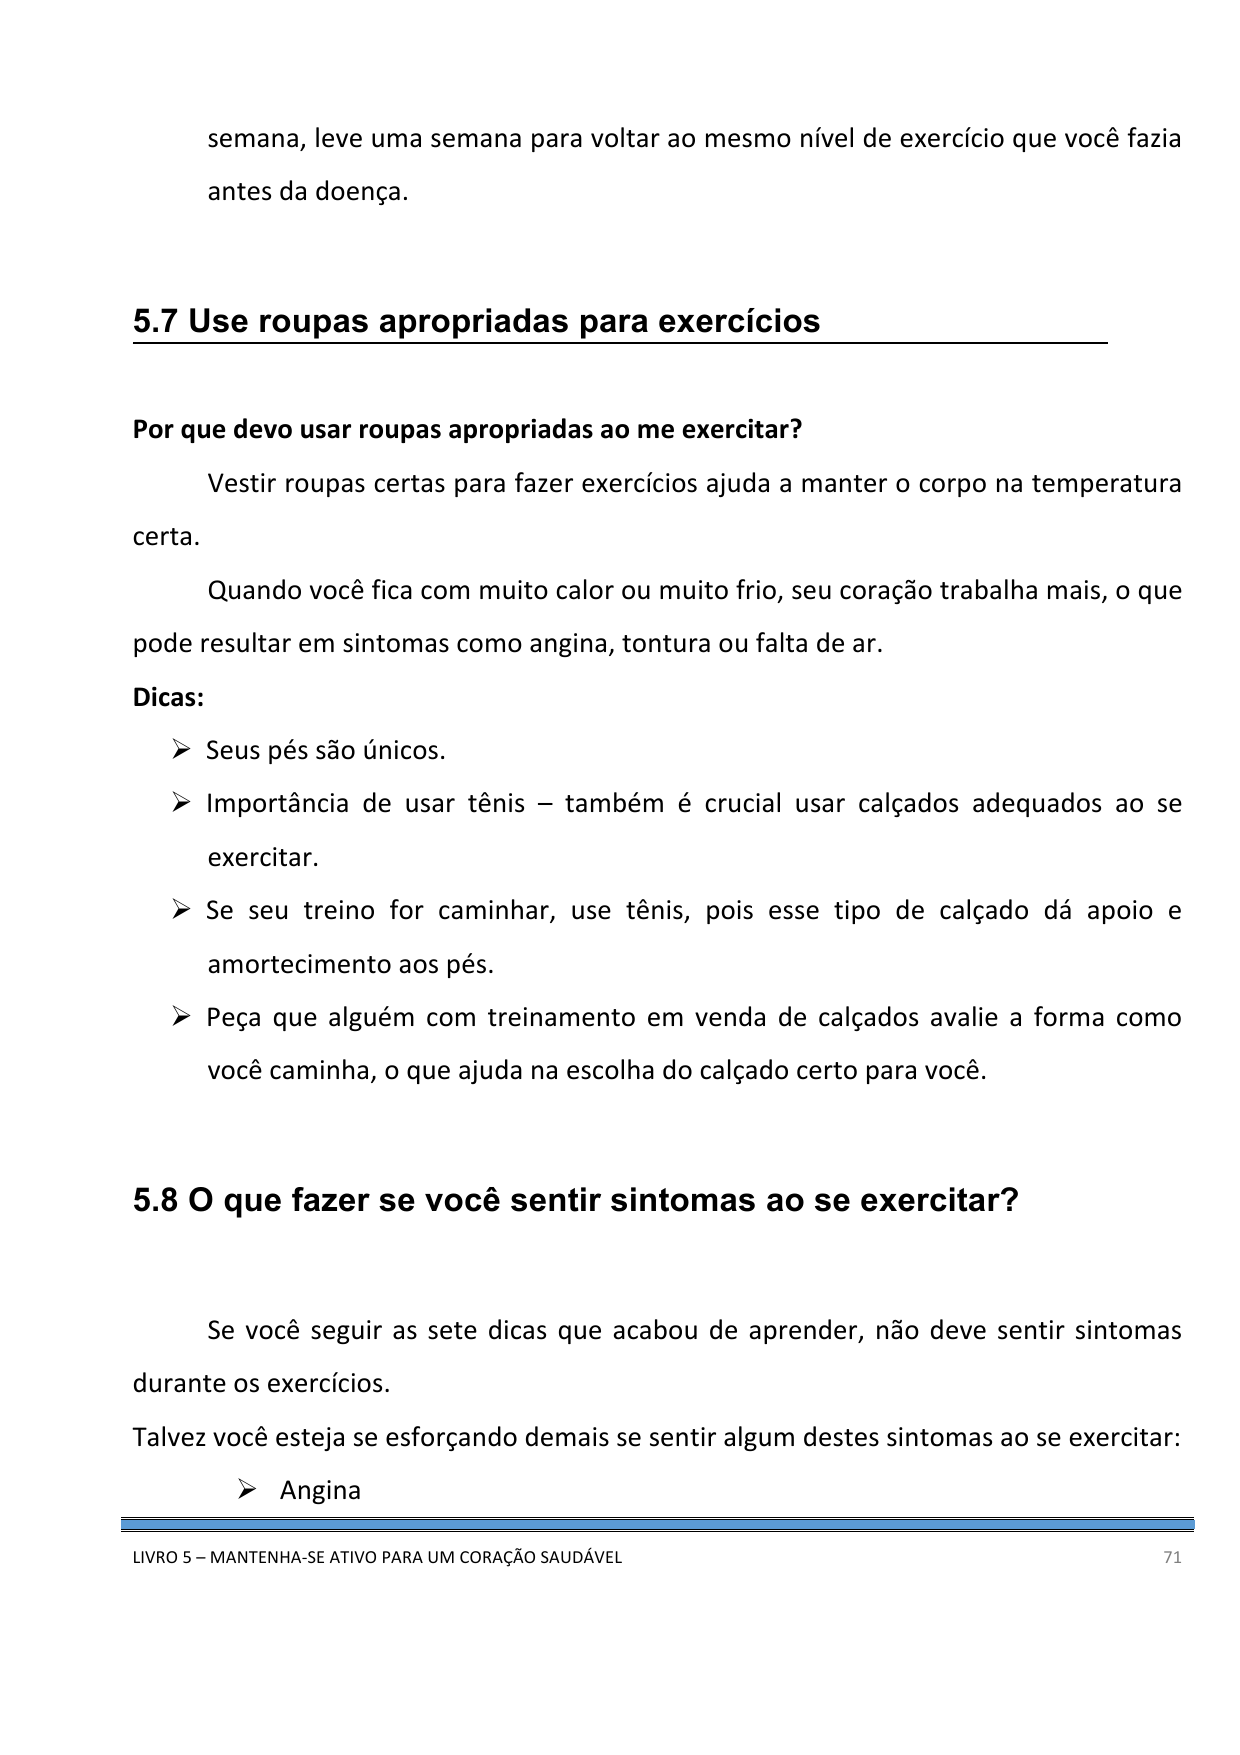 semana, leve uma semana para voltar ao mesmo nível de exercício que você fazia
antes da doença.
5.7 Use roupas apropriadas para exercícios
Por que devo usar roupas apropriadas ao me exercitar?
Vestir roupas certas para fazer exercícios ajuda a manter o corpo na temperatura
certa.
Quando você fica com muito calor ou muito frio, seu coração trabalha mais, o que
pode resultar em sintomas como angina, tontura ou falta de ar.
Dicas:
➢ Seus pés são únicos.
➢ Importância de usar tênis – também é crucial usar calçados adequados ao se
exercitar.
➢ Se seu treino for caminhar, use tênis, pois esse tipo de calçado dá apoio e
amortecimento aos pés.
➢ Peça que alguém com treinamento em venda de calçados avalie a forma como
você caminha, o que ajuda na escolha do calçado certo para você.
5.8 O que fazer se você sentir sintomas ao se exercitar?
Se você seguir as sete dicas que acabou de aprender, não deve sentir sintomas
durante os exercícios.
Talvez você esteja se esforçando demais se sentir algum destes sintomas ao se exercitar:
➢ Angina
LIVRO 5 – MANTENHA-SE ATIVO PARA UM CORAÇÃO SAUDÁVEL 71